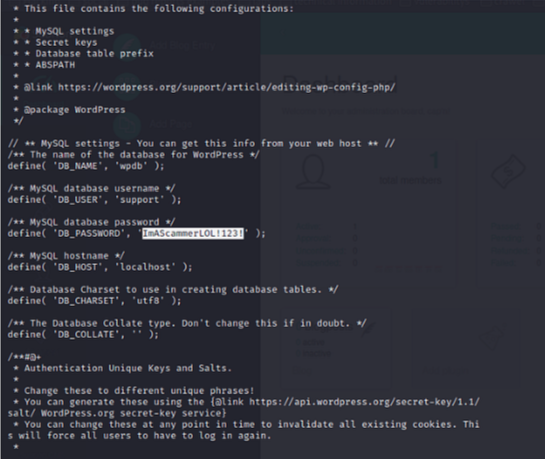 * This file contains the following configurations:
*
* * MySQL settings
* * Secret keys
* * Database table prefix
* * ABSPATH
*
* @link https://wordpress.org/support/article/editing-wp-config-php/
*
* @package WordPress
*/
// ** MySQL settings - You can get this info from your web host ** //
/** The name of the database for WordPress */
define( 'DB_NAME', 'wpdb' );
/** MySQL database username */
define( 'DB_USER', 'support' );
/** MySQL database password */
define( 'DB_PASSWORD', 'ImAScammerLOL!123!' );
/** MySQL hostname */
define( 'DB_HOST', 'localhost' );
/** Database Charset to use in creating database tables. */
define( 'DB_CHARSET', 'utf8' );
/** The Database Collate type. Don't change this if in doubt. */
define( 'DB_COLLATE', '' );
/**#@+
* Authentication Unique Keys and Salts.
*
* Change these to different unique phrases!
* You can generate these using the {@link https://api.wordpress.org/secret-key/1.1/
salt/ WordPress.org secret-key service}
* You can change these at any point in time to invalidate all existing cookies. Thi
s will force all users to have to log in again.
*